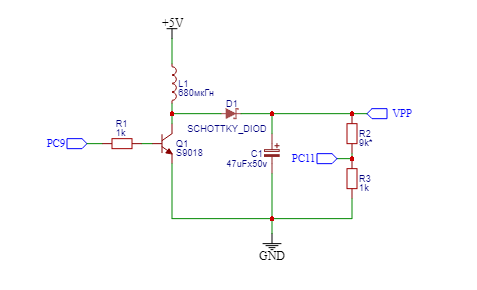 +5V
L1
680мкГн
D1
SCHOTTKY_DIOD
VPP
R1
1k
PC9
Q1
S9018
C1
47uFx50v
R2
9k*
PC11
R3
1k
GND